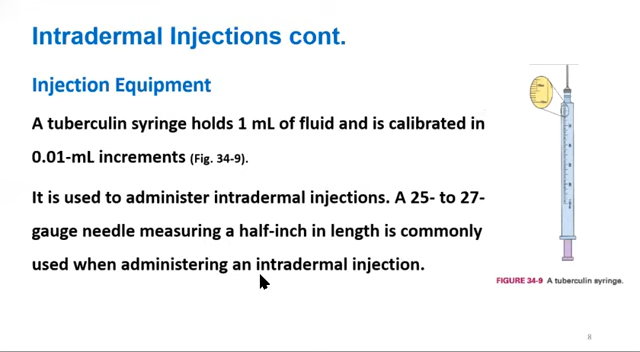 Intradermal Injections cont.
Injection Equipment
A tuberculin syringe holds 1 mL of fluid and is calibrated in
0.01-mL increments (Fig. 34-9).
It is used to administer intradermal injections. A 25- to 27-
gauge needle measuring a half-inch in length is commonly
used when administering an intradermal injection.
FIGURE 34-9 A tuberculin syringe.
8